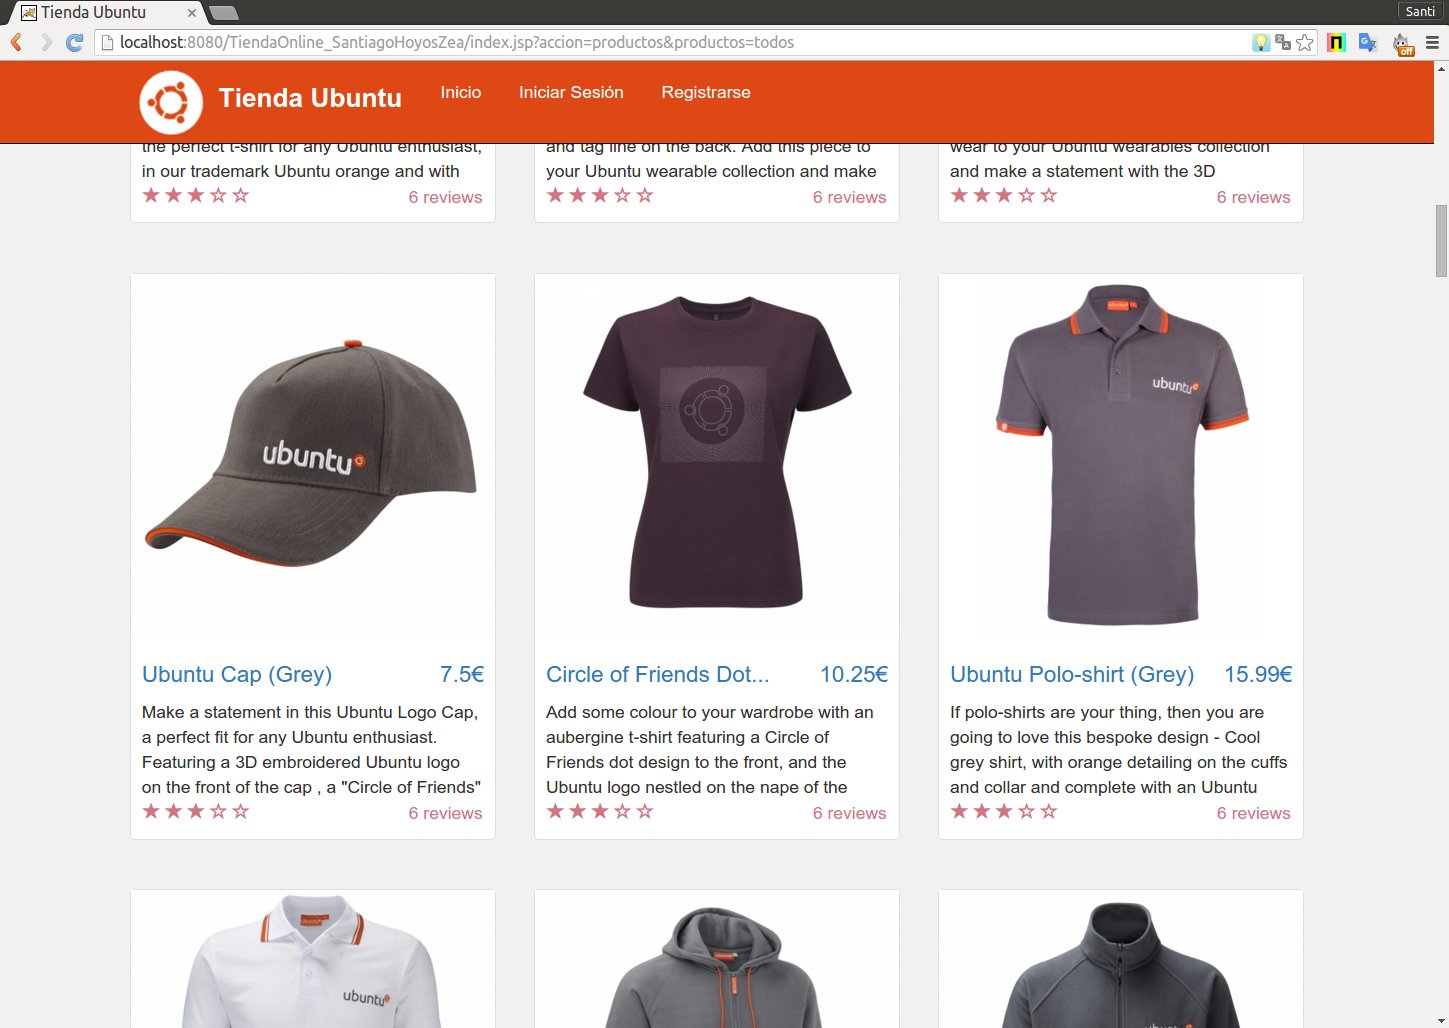 Tienda Ubuntu
Santi
localhost:8080/TiendaOnline_SantiagoHoyosZea/index.jsp?accion=productos&productos=todos
off
Tienda Ubuntu
Inicio
Iniciar Sesión
Registrarse
the perfect t-shirt for any Ubuntu enthusiast,
in our trademark Ubuntu orange and with
6 reviews
and tag line on the back. Add this piece to
your Ubuntu wearable collection and make
6 reviews
wear to your Ubuntu wearables collection
and make a statement with the 3D
6 reviews
ubuntu
Ubuntu Cap (Grey) 7.5€
Make a statement in this Ubuntu Logo Cap,
a perfect fit for any Ubuntu enthusiast.
Featuring a 3D embroidered Ubuntu logo
on the front of the cap , a "Circle of Friends"
6 reviews
Circle of Friends Dot... 10.25€
Add some colour to your wardrobe with an
aubergine t-shirt featuring a Circle of
Friends dot design to the front, and the
Ubuntu logo nestled on the nape of the
6 reviews
ubuntu
ubuntu
Ubuntu Polo-shirt (Grey) 15.99€
If polo-shirts are your thing, then you are
going to love this bespoke design - Cool
grey shirt, with orange detailing on the cuffs
and collar and complete with an Ubuntu
6 reviews
ubuntu
ubuntu